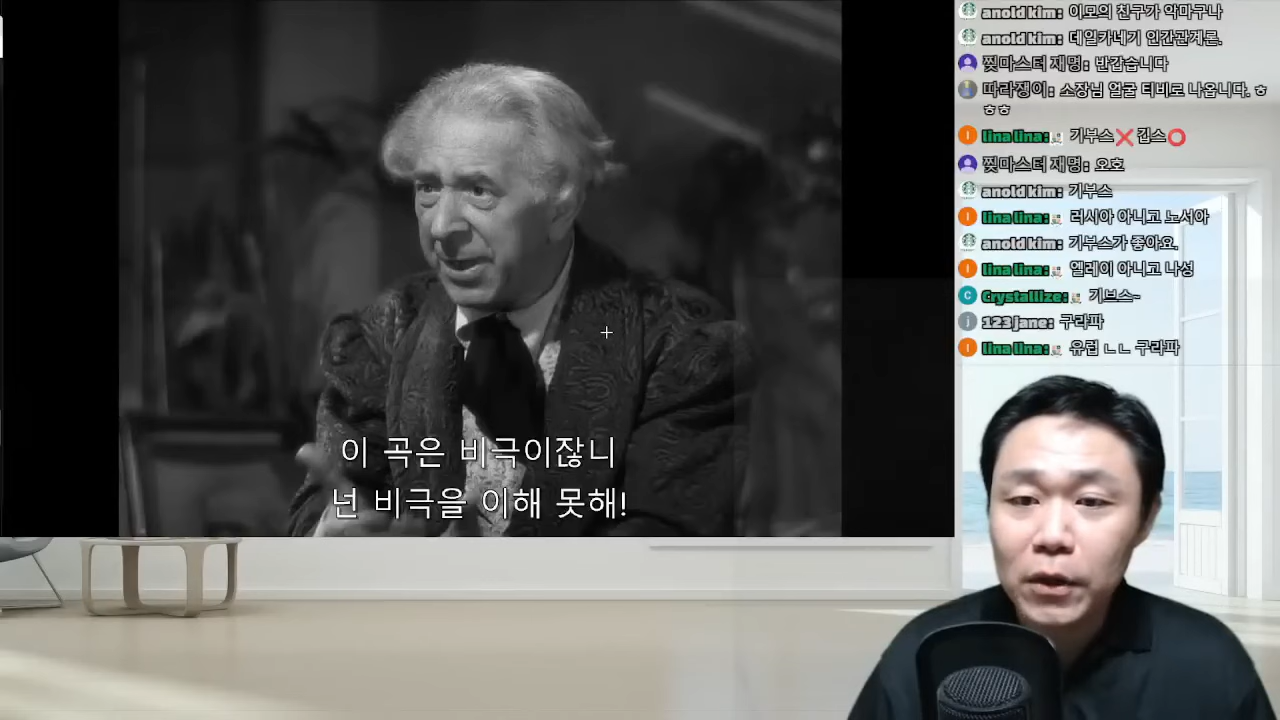 이 곡은 비극이잖니
넌 비극을 이해 못해!
anold kim: 이모의 친구가 악마구나
anold kim: 데일카네기 인간관계론.
찢마스터 재명: 반갑습니다
따라쟁이: 소장님 얼굴 티비로 나옵니다. ㅎ
ㅎㅎ
lina lina: 기부스❌ 깁스⭕
찢마스터 재명: 오호
anold kim: 기부스
lina lina: 러시아 아니고 노서아
anold kim: 기부스가 좋아요.
lina lina: 엘레이 아니고 나성
Crystallize: 기브스~
123 jane: 구라파
lina lina: 유럽 ㄴㄴ 구라파